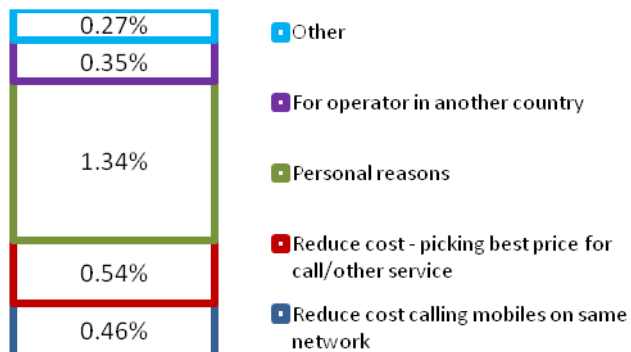 0.27%
0.35%
1.34%
0.54%
0.46%
Other
For operator in another country
Personal reasons
Reduce cost - picking best price for
call/other service
Reduce cost calling mobiles on same
network